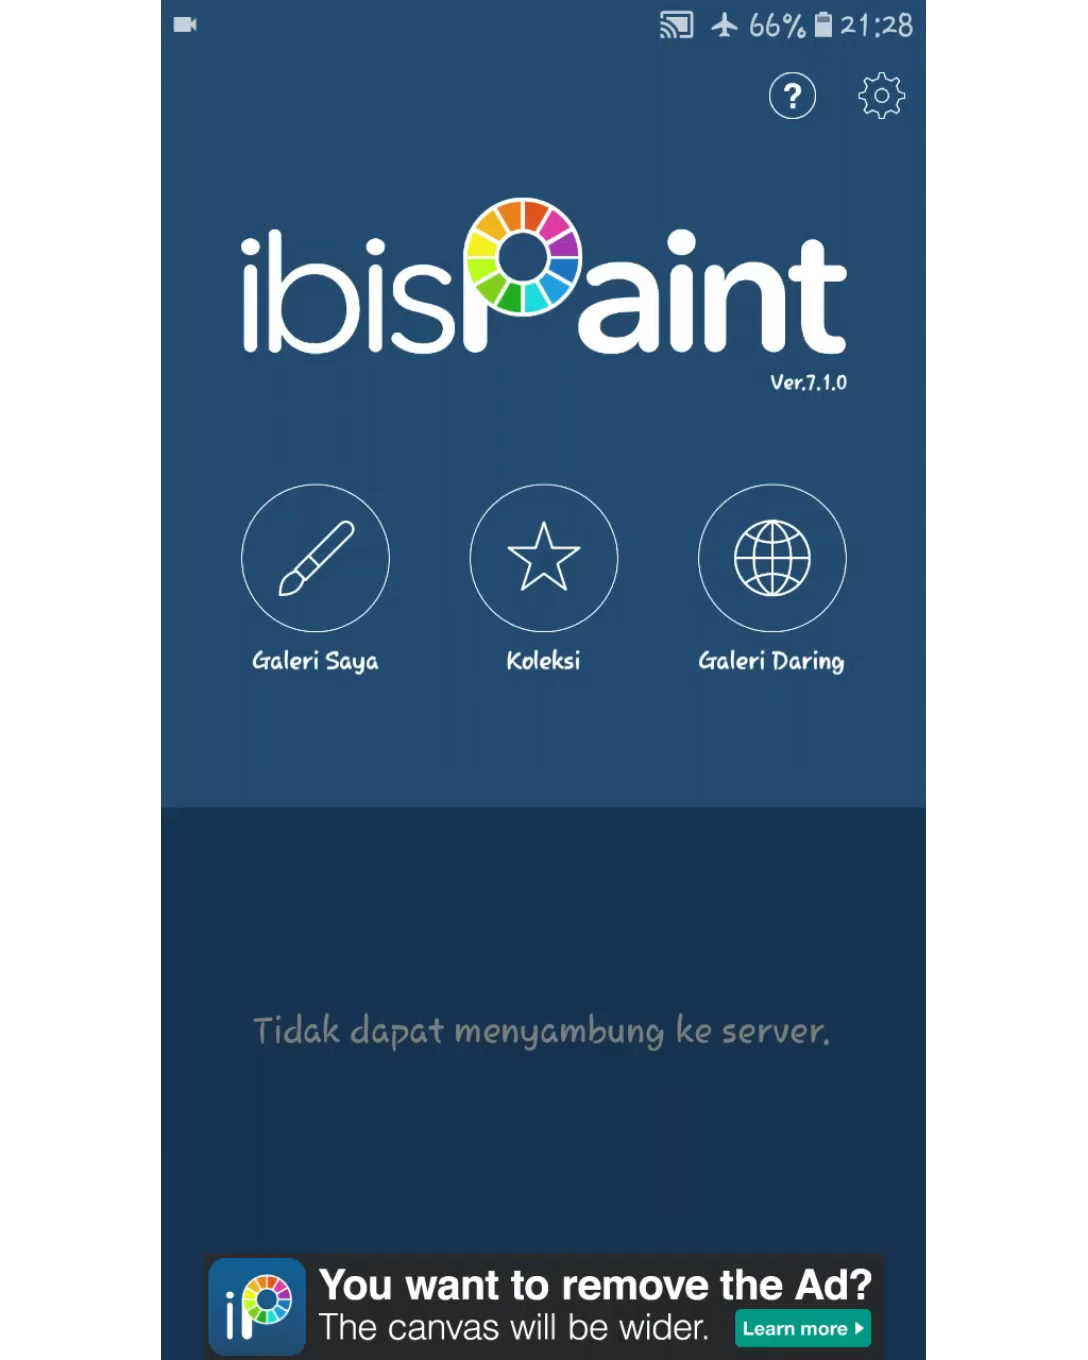 66% 21:28
?
ibisPaint
Ver.7.1.0
Galeri Saya
Koleksi
Galeri Daring
Tidak dapat menyambung ke server.
iP
You want to remove the Ad?
The canvas will be wider.
Learn more